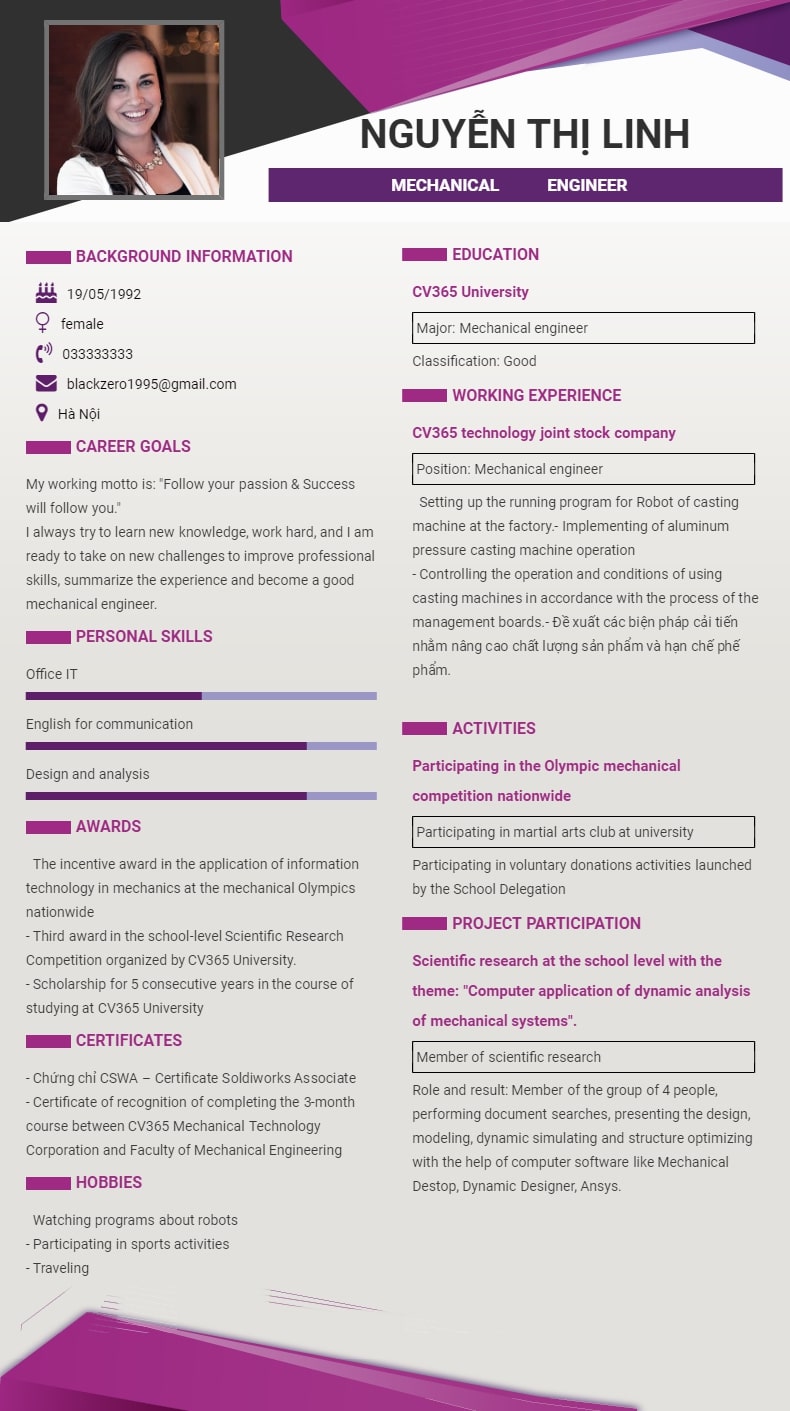 NGUYỄN THỊ LINH
MECHANICAL ENGINEER
BACKGROUND INFORMATION
19/05/1992
female
033333333
blackzero1995@gmail.com
Hà Nội
CAREER GOALS
My working motto is: "Follow your passion & Success
will follow you."
I always try to learn new knowledge, work hard, and I am
ready to take on new challenges to improve professional
skills, summarize the experience and become a good
mechanical engineer.
PERSONAL SKILLS
Office IT
English for communication
Design and analysis
AWARDS
The incentive award in the application of information
technology in mechanics at the mechanical Olympics
nationwide
- Third award in the school-level Scientific Research
Competition organized by CV365 University.
- Scholarship for 5 consecutive years in the course of
studying at CV365 University
CERTIFICATES
- Chứng chỉ CSWA – Certificate Soldiworks Associate
- Certificate of recognition of completing the 3-month
course between CV365 Mechanical Technology
Corporation and Faculty of Mechanical Engineering
HOBBIES
Watching programs about robots
- Participating in sports activities
- Traveling
EDUCATION
CV365 University
Major: Mechanical engineer
Classification: Good
WORKING EXPERIENCE
CV365 technology joint stock company
Position: Mechanical engineer
Setting up the running program for Robot of casting
machine at the factory.- Implementing of aluminum
pressure casting machine operation
- Controlling the operation and conditions of using
casting machines in accordance with the process of the
management boards.- Đề xuất các biện pháp cải tiến
nhằm nâng cao chất lượng sản phẩm và hạn chế phế
phẩm.
ACTIVITIES
Participating in the Olympic mechanical
competition nationwide
Participating in martial arts club at university
Participating in voluntary donations activities launched
by the School Delegation
PROJECT PARTICIPATION
Scientific research at the school level with the
theme: "Computer application of dynamic analysis
of mechanical systems".
Member of scientific research
Role and result: Member of the group of 4 people,
performing document searches, presenting the design,
modeling, dynamic simulating and structure optimizing
with the help of computer software like Mechanical
Destop, Dynamic Designer, Ansys.